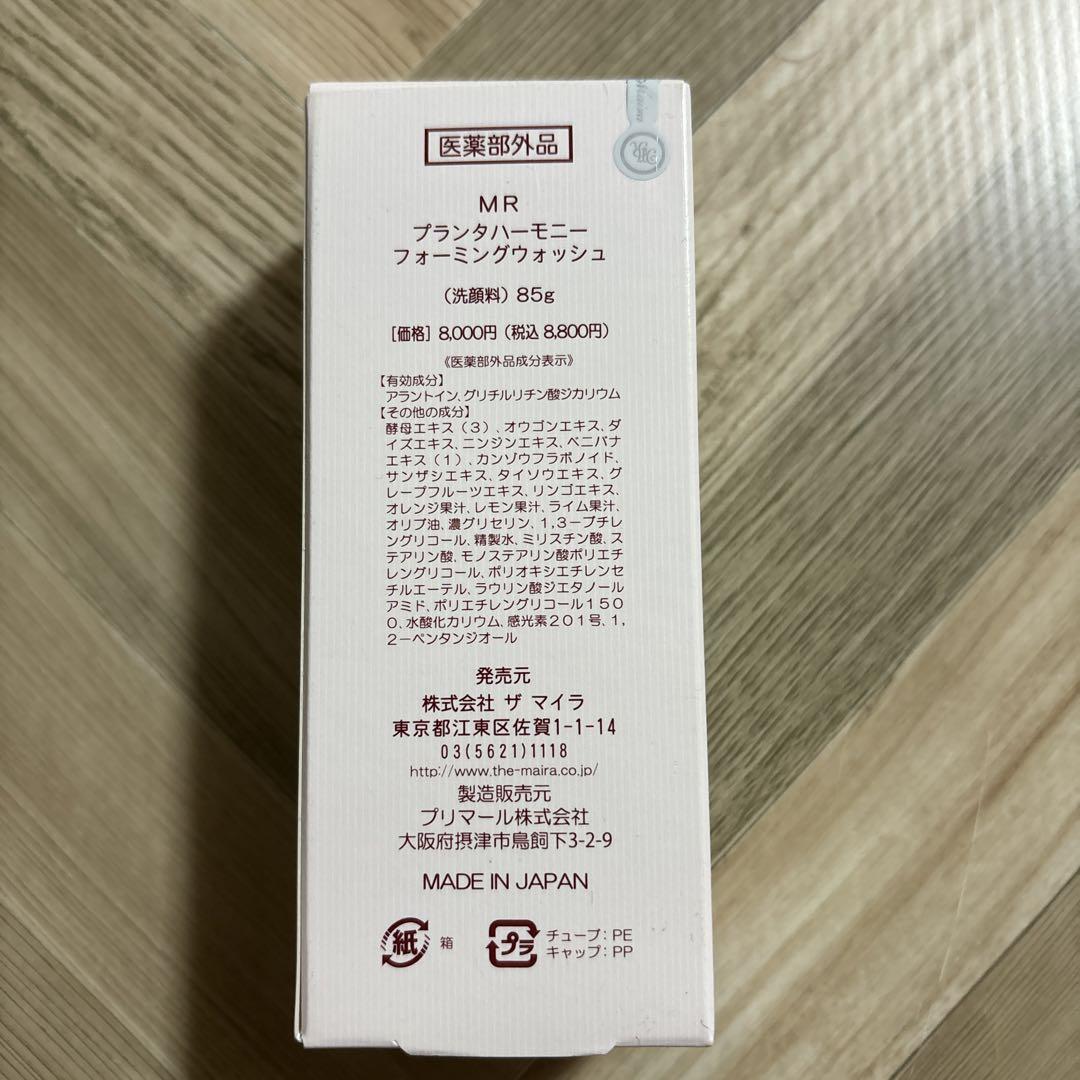 医薬部外品
MR
プランタハーモニー
フォーミングウォッシュ
（洗顔料）85g
［価格］8,000円（税込 8,800円）
《医薬部外品成分表示》
【有効成分】
アラントイン、グリチルリチン酸ジカリウム
【その他の成分】
酵母エキス（３）、オウゴンエキス、ダ
イズエキス、ニンジンエキス、ベニバナ
エキス（１）、カンゾウフラボノイド、
サンザシエキス、タイソウエキス、グ
レープフルーツエキス、リンゴエキス、
オレンジ果汁、レモン果汁、ライム果汁、
オリブ油、濃グリセリン、１，３－ブチレ
ングリコール、精製水、ミリスチン酸、ス
テアリン酸、モノステアリン酸ポリエチ
レングリコール、ポリオキシエチレンセ
チルエーテル、ラウリン酸ジエタノール
アミド、ポリエチレングリコール１５０
０、水酸化カリウム、感光素２０１号、１，
２－ペンタンジオール
発売元
株式会社 ザ マイラ
東京都江東区佐賀1-1-14
03(5621)1118
http://www.the-maira.co.jp/
製造販売元
プリマール株式会社
大阪府摂津市鳥飼下3-2-9
MADE IN JAPAN
紙 箱
プラ チューブ：PE
キャップ：PP